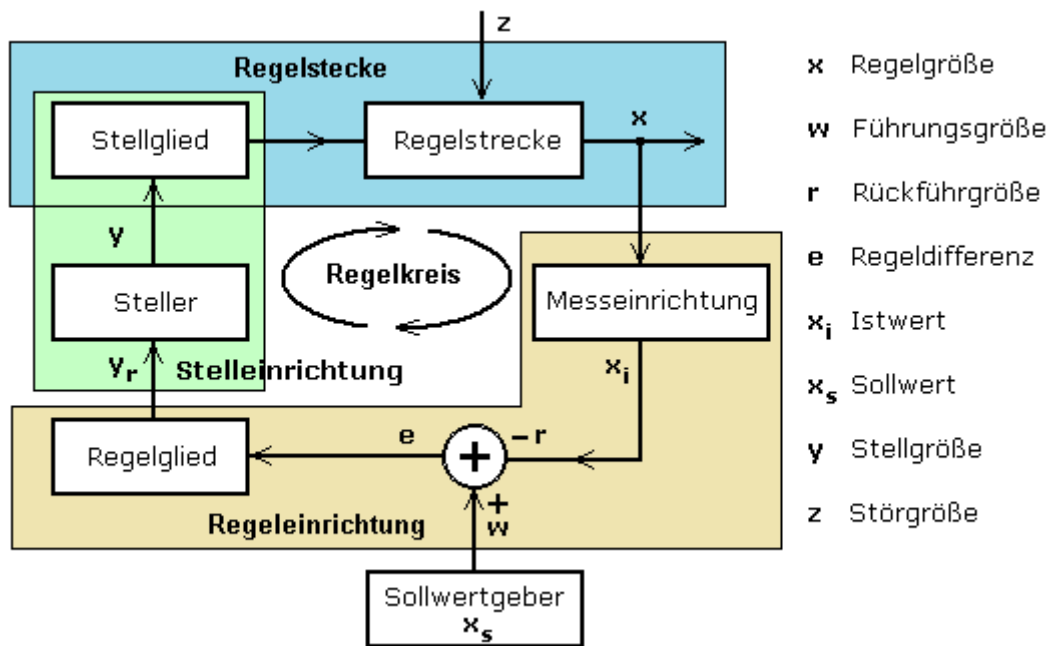 z
Regelstecke
Stellglied
Regelstrecke
x
y
Regelkreis
Steller
Messeinrichtung
yr
Stelleinrichtung
xi
Regelglied
e
+
– r
+
w
Regeleinrichtung
Sollwertgeber
xs
x Regelgröße
w Führungsgröße
r Rückführgröße
e Regeldifferenz
xi Istwert
xs Sollwert
y Stellgröße
z Störgröße